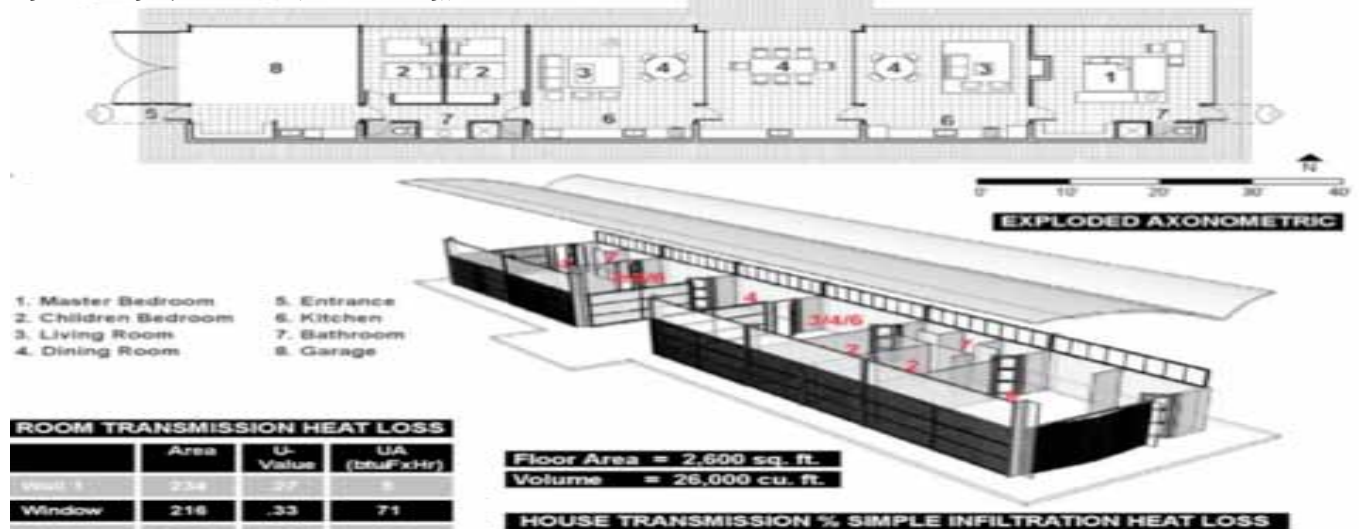 8
2
2
3
4
4
4
3
1
5
7
6
6
7
N
0' 10' 20' 30' 40'
EXPLODED AXONOMETRIC
1. Master Bedroom
2. Children Bedroom
3. Living Room
4. Dining Room
5. Entrance
6. Kitchen
7. Bathroom
8. Garage
4
3/4/6
2
2
ROOM TRANSMISSION HEAT LOSS
Area U-Value UA (btu/FxHr)
Wall 1 234
Window 216 .33 71
Floor Area = 2,600 sq. ft.
Volume = 26,000 cu. ft.
HOUSE TRANSMISSION % SIMPLE INFILTRATION HEAT LOSS